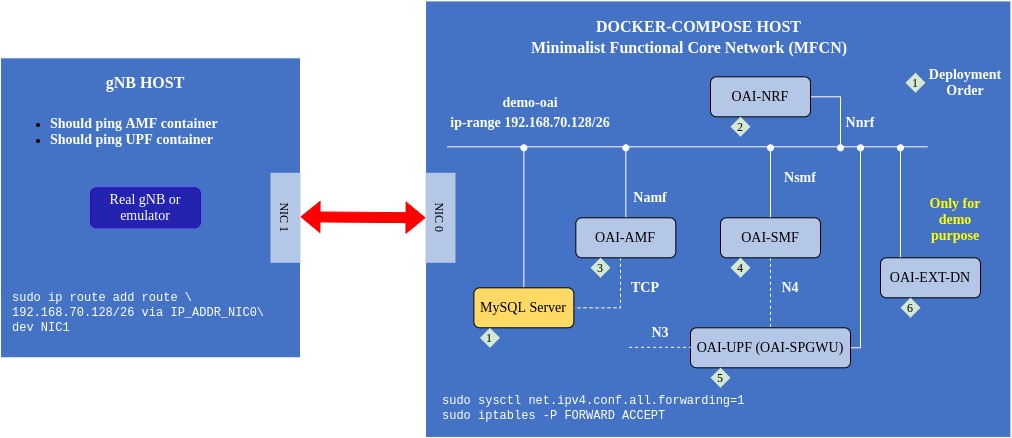 gNB HOST
Should ping AMF container
Should ping UPF container
Real gNB or
emulator
NIC 1
sudo ip route add route \
192.168.70.128/26 via IP_ADDR_NIC0\
dev NIC1
DOCKER-COMPOSE HOST
Minimalist Functional Core Network (MFCN)
1
Deployment
Order
OAI-NRF
2
demo-oai
ip-range 192.168.70.128/26
Nnrf
Nsmf
Namf
NIC 0
Only for
demo
purpose
OAI-AMF
3
OAI-SMF
4
OAI-EXT-DN
6
TCP
N4
MySQL Server
1
N3
OAI-UPF (OAI-SPGWU)
5
sudo sysctl net.ipv4.conf.all.forwarding=1
sudo iptables -P FORWARD ACCEPT